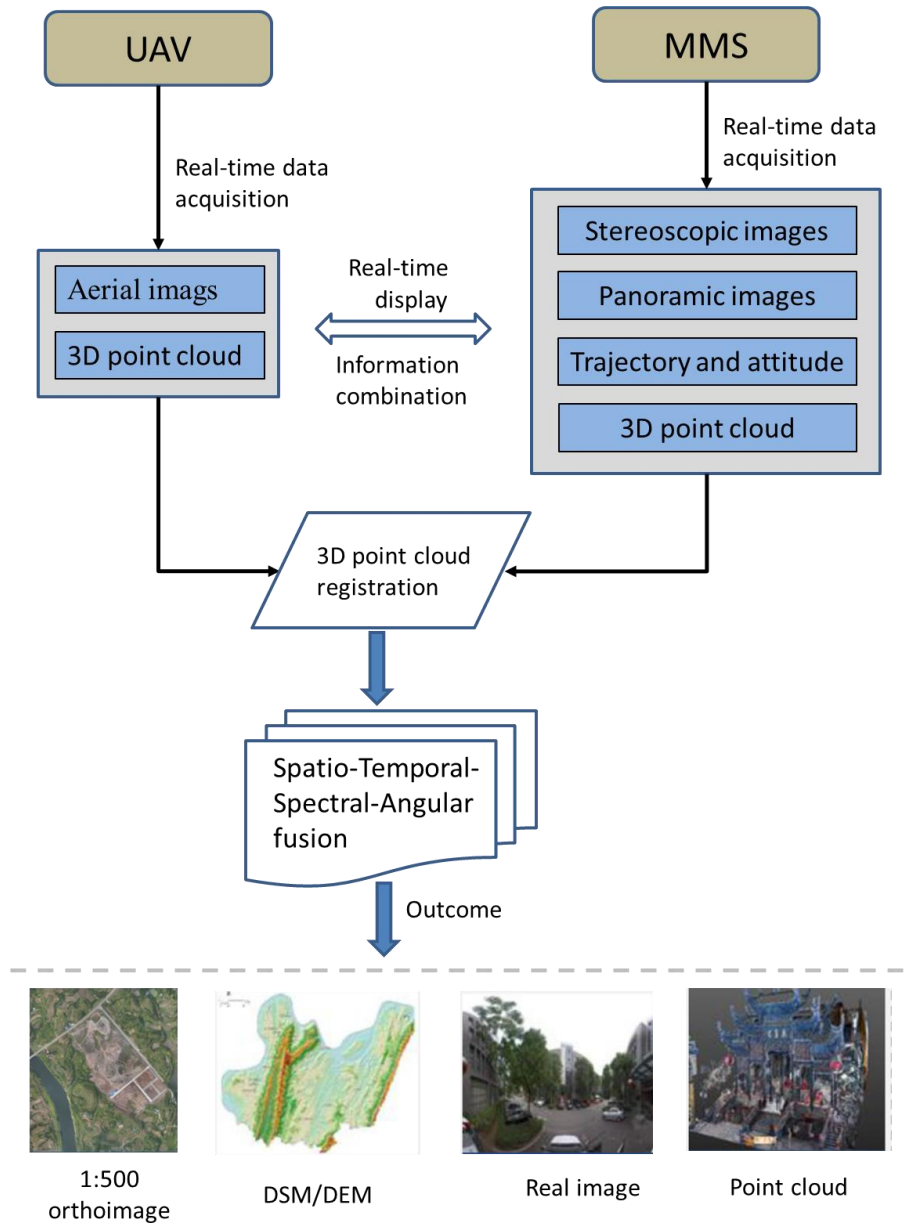 UAV
MMS
Real-time data
acquisition
Real-time data
acquisition
Aerial imags
3D point cloud
Real-time
display
Information
combination
Stereoscopic images
Panoramic images
Trajectory and attitude
3D point cloud
3D point cloud
registration
Spatio-Temporal-
Spectral-Angular
fusion
Outcome
1:500
orthoimage
DSM/DEM
Real image
Point cloud